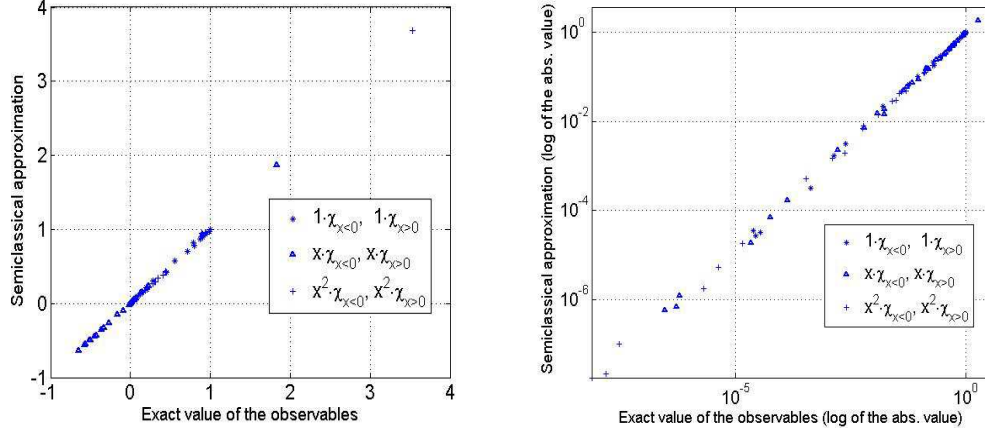 4
3
2
1
0
-1
-1
0
1
2
3
4
Semiclassical approximation
Exact value of the observables
1·χx<0, 1·χx>0
x·χx<0, x·χx>0
x²·χx<0, x²·χx>0
10⁰
10⁻²
10⁻⁴
10⁻⁶
10⁻⁵
10⁰
Semiclassical approximation (log of the abs. value)
Exact value of the observables (log of the abs. value)
1·χx<0, 1·χx>0
x·χx<0, x·χx>0
x²·χx<0, x²·χx>0